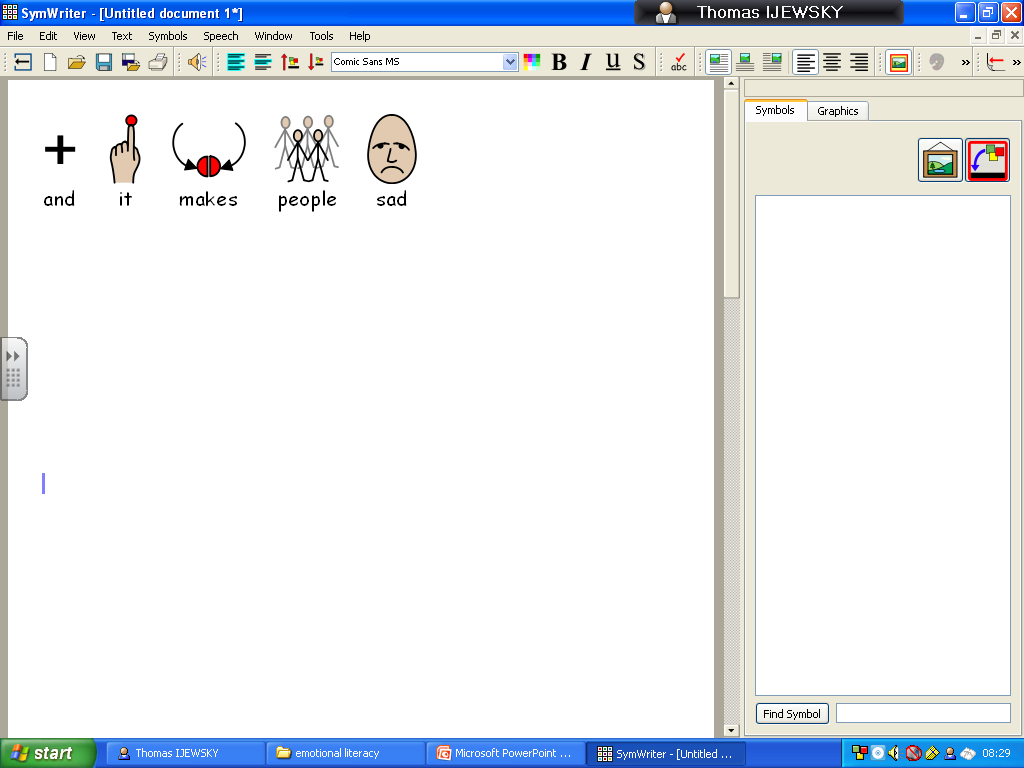 SymWriter - [Untitled document 1*]
Thomas IJEWSKY
File Edit View Text Symbols Speech Window Tools Help
Comic Sans MS B I u S abc
Symbols Graphics
and it makes people sad
Find Symbol
start Thomas IJEWSKY emotional literacy Microsoft PowerPoint ... SymWriter - [Untitled ... 08:29